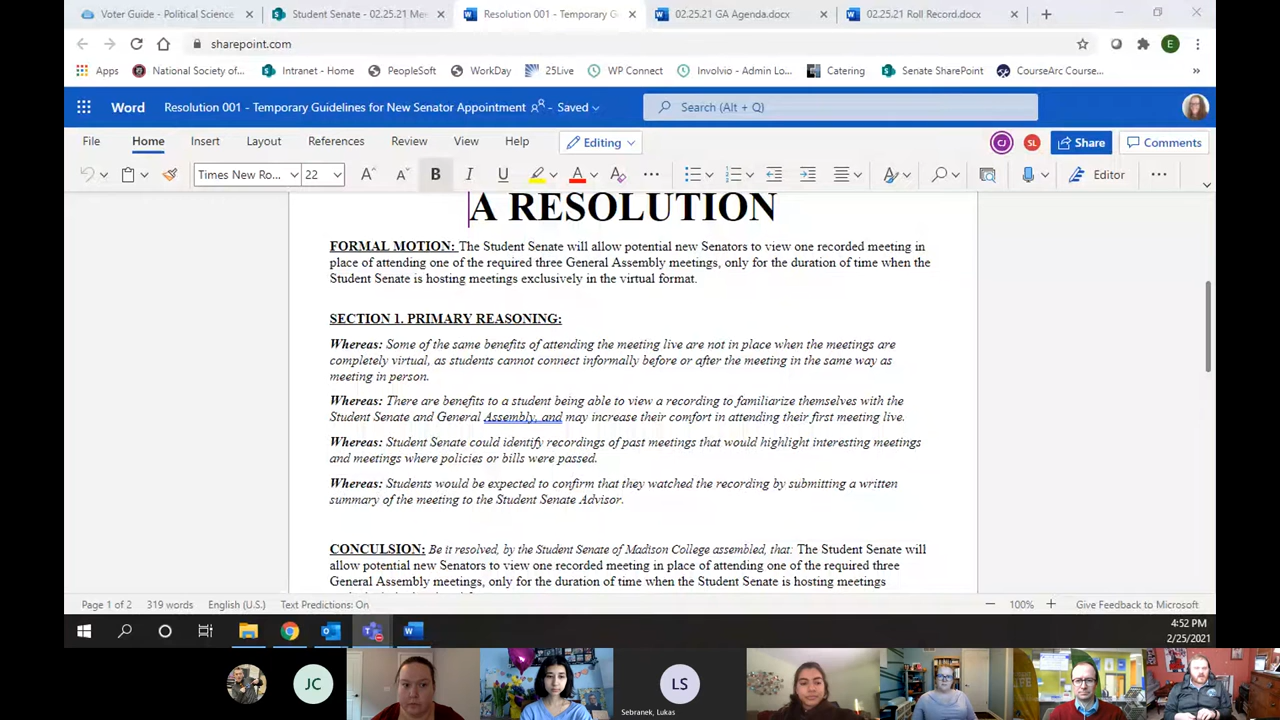 Voter Guide - Political Science
Student Senate - 02.25.21 Me
Resolution 001 - Temporary G
02.25.21 GA Agenda.docx
02.25.21 Roll Record.docx
sharepoint.com
E
Apps
National Society of...
Intranet - Home
PeopleSoft
WorkDay
25Live
WP Connect
Involvio - Admin Lo...
Catering
Senate SharePoint
CourseArc Course...
Word
Resolution 001 - Temporary Guidelines for New Senator Appointment
- Saved
Search (Alt + Q)
File
Home
Insert
Layout
References
Review
View
Help
Editing
CJ
SL
Share
Comments
Times New Ro...
22
B
I
U
Editor
A RESOLUTION
FORMAL MOTION: The Student Senate will allow potential new Senators to view one recorded meeting in
place of attending one of the required three General Assembly meetings, only for the duration of time when the
Student Senate is hosting meetings exclusively in the virtual format.
SECTION 1. PRIMARY REASONING:
Whereas: Some of the same benefits of attending the meeting live are not in place when the meetings are
completely virtual, as students cannot connect informally before or after the meeting in the same way as
meeting in person.
Whereas: There are benefits to a student being able to view a recording to familiarize themselves with the
Student Senate and General Assembly, and may increase their comfort in attending their first meeting live.
Whereas: Student Senate could identify recordings of past meetings that would highlight interesting meetings
and meetings where policies or bills were passed.
Whereas: Students would be expected to confirm that they watched the recording by submitting a written
summary of the meeting to the Student Senate Advisor.
CONCULSION: Be it resolved, by the Student Senate of Madison College assembled, that: The Student Senate will
allow potential new Senators to view one recorded meeting in place of attending one of the required three
General Assembly meetings, only for the duration of time when the Student Senate is hosting meetings
Page 1 of 2
319 words
English (U.S.)
Text Predictions: On
100%
Give Feedback to Microsoft
4:52 PM
2/25/2021
JC
LS
Sebranek, Lukas